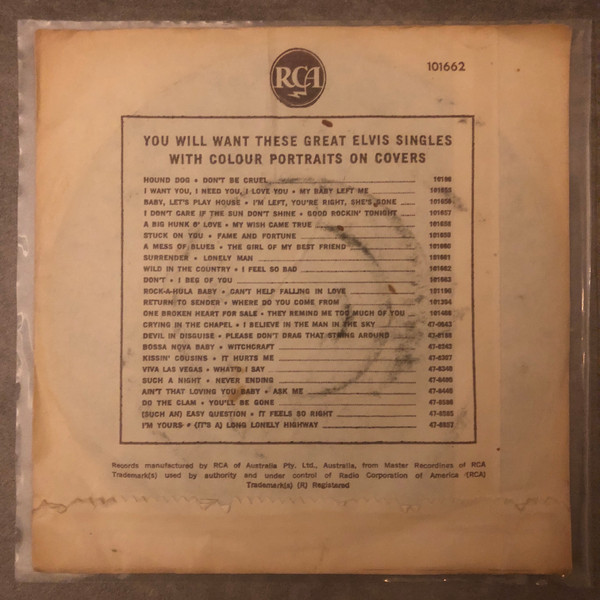 RCA
101662
YOU WILL WANT THESE GREAT ELVIS SINGLES
WITH COLOUR PORTRAITS ON COVERS
HOUND DOG • DON'T BE CRUEL
I WANT YOU, I NEED YOU, I LOVE YOU • MY BABY LEFT ME
BABY, LET'S PLAY HOUSE • I'M LEFT, YOU'RE RIGHT, SHE'S GONE 101656
I DON'T CARE IF THE SUN DON'T SHINE • GOOD ROCKIN' TONIGHT 101657
A BIG HUNK O' LOVE • MY WISH CAME TRUE 101658
STUCK ON YOU • FAME AND FORTUNE 101659
A MESS OF BLUES • THE GIRL OF MY BEST FRIEND 101660
SURRENDER • LONELY MAN 101661
WILD IN THE COUNTRY • I FEEL SO BAD 101662
DON'T • I BEG OF YOU 101663
ROCK-A-HULA BABY • CAN'T HELP FALLING IN LOVE
RETURN TO SENDER • WHERE DO YOU COME FROM
ONE BROKEN HEART FOR SALE • THEY REMIND ME TOO MUCH OF YOU
CRYING IN THE CHAPEL • I BELIEVE IN THE MAN IN THE SKY
DEVIL IN DISGUISE • PLEASE DON'T DRAG THAT STRING AROUND
BOSSA NOVA BABY • WITCHCRAFT
KISSIN' COUSINS • IT HURTS ME
VIVA LAS VEGAS • WHAT'D I SAY
SUCH A NIGHT • NEVER ENDING
AIN'T THAT LOVING YOU BABY • ASK ME
DO THE CLAM • YOU'LL BE GONE
(SUCH AN) EASY QUESTION • IT FEELS SO RIGHT
I'M YOURS • (IT'S A) LONG LONELY HIGHWAY
Records manufactured by RCA of Australia Pty. Ltd., Australia, from Master Recordings of RCA
Trademark(s) used by authority and under control of Radio Corporation of America (RCA)
Trademark(s) (R) Registered